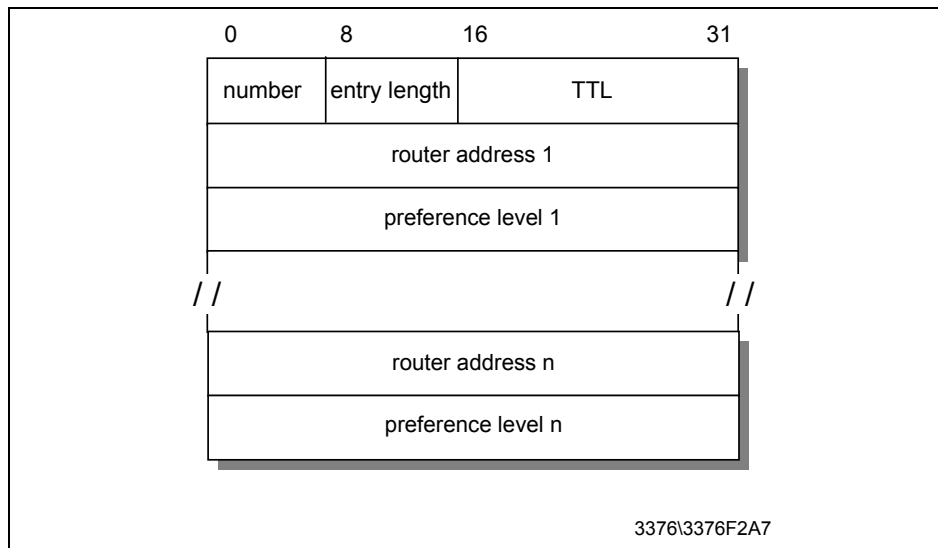 0 8 16 31
number entry length TTL
router address 1
preference level 1
/ / / /
router address n
preference level n
3376\3376F2A7